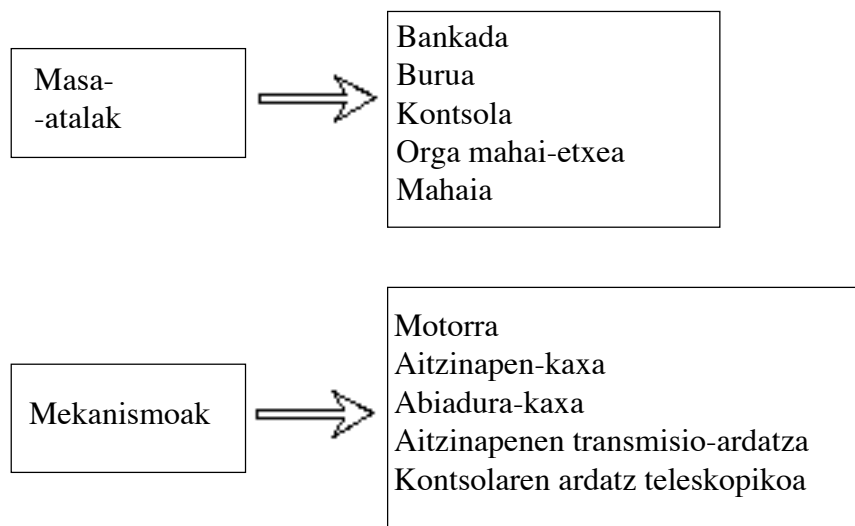 Masa-
-atalak
Bankada
Burua
Kontsola
Orga mahai-etxea
Mahaia
Mekanismoak
Motorra
Aitzinapen-kaxa
Abiadura-kaxa
Aitzinapenen transmisio-ardatza
Kontsolaren ardatz teleskopikoa